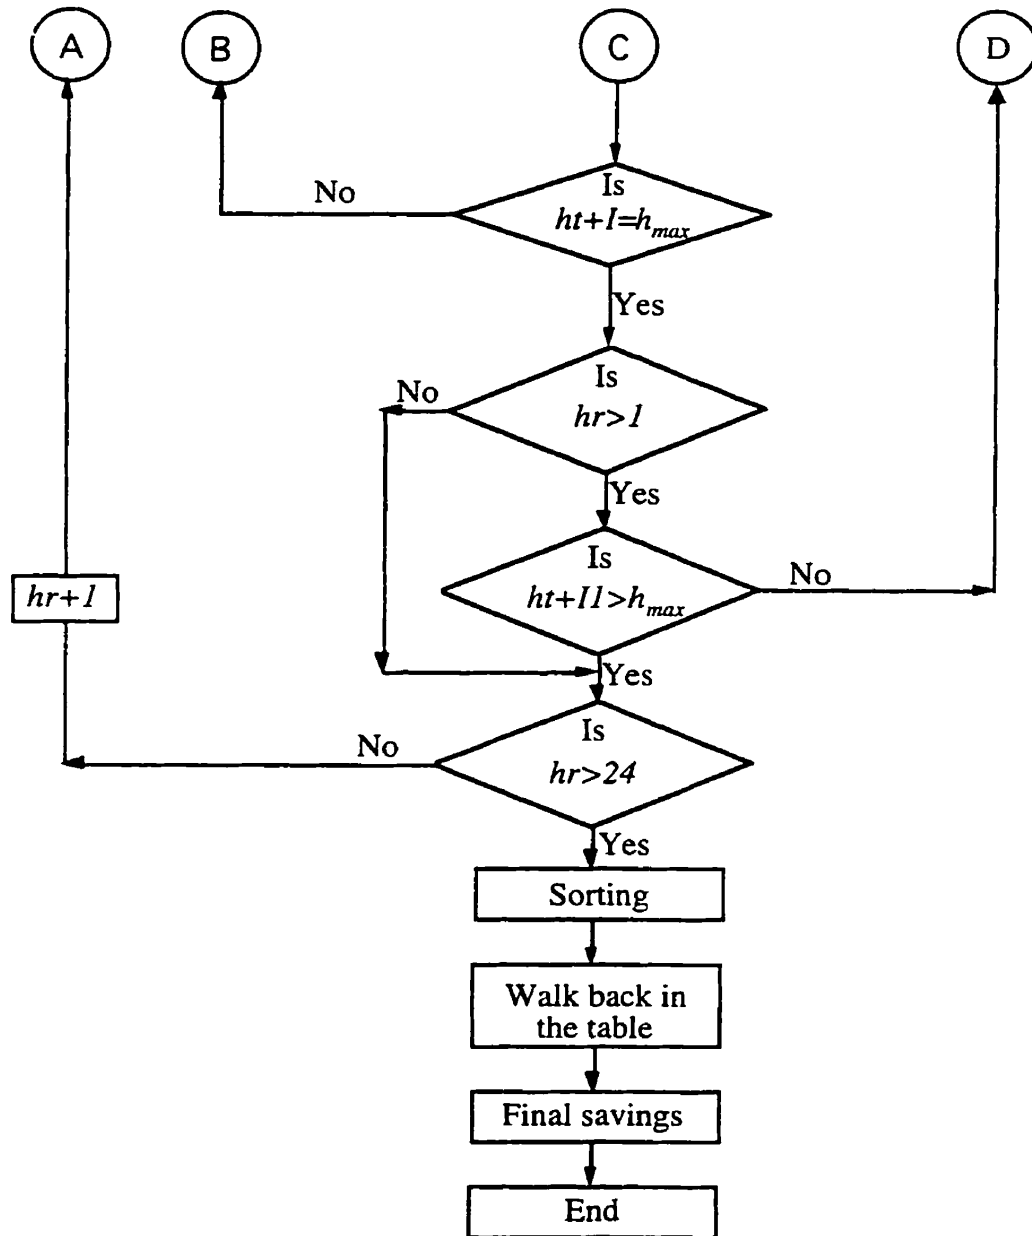 A
B
C
D
Is
ht+I=h_max
No
Yes
Is
hr>1
No
Yes
Is
ht+I1>h_max
No
hr+1
Yes
Is
hr>24
No
Yes
Sorting
Walk back in
the table
Final savings
End